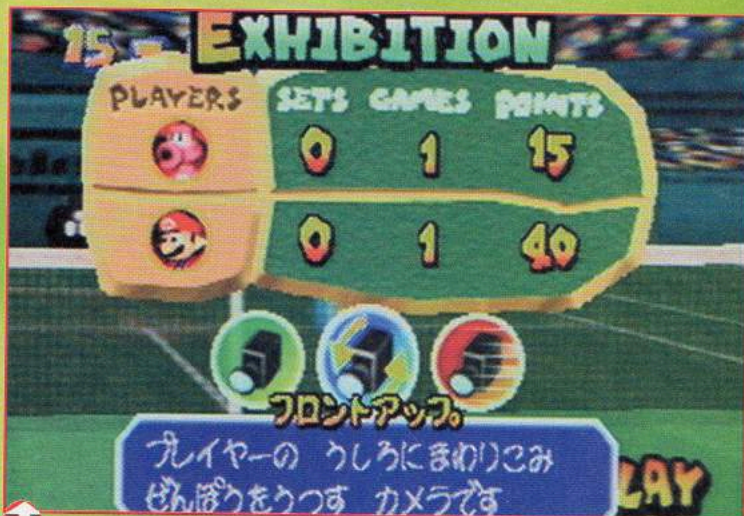 15 -
EXHIBITION
PLAYERS SETS GAMES POINTS
0 1 15
0 1 40
フロントアップ。
プレイヤーの うしろにまわりこみ
ぜんぽうをうつす カメラです
LAY